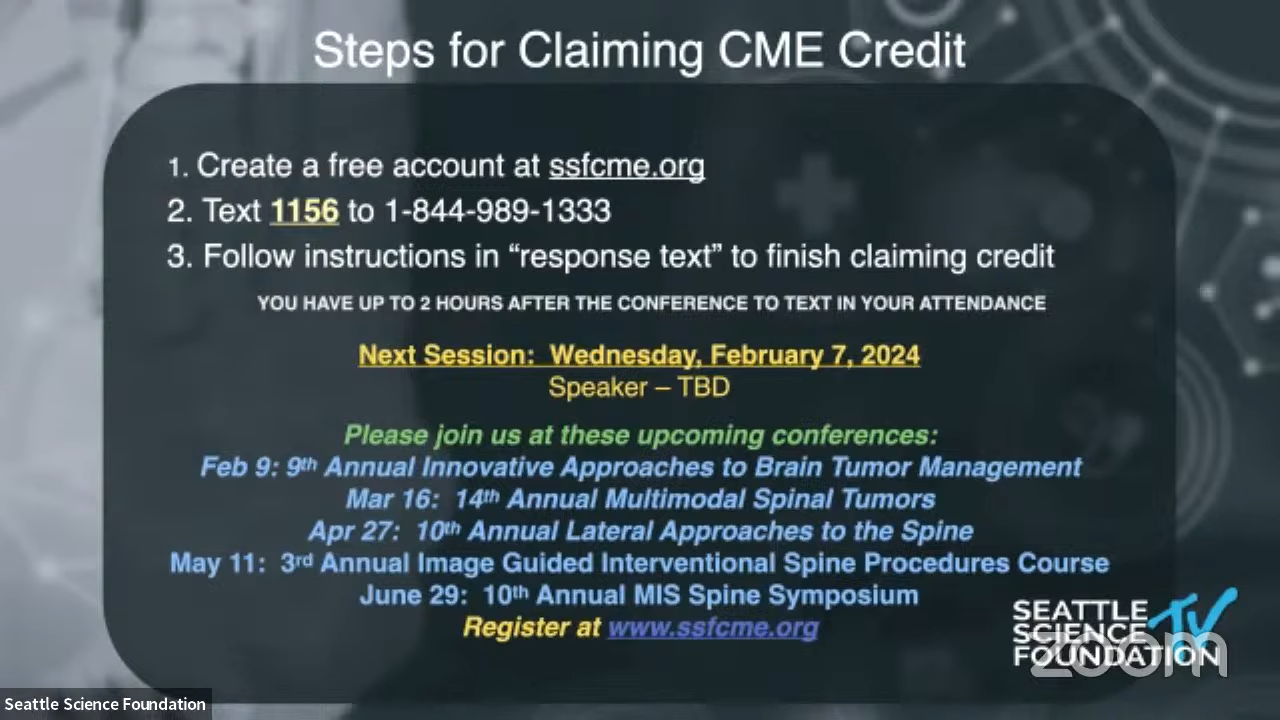 Steps for Claiming CME Credit
1. Create a free account at ssfcme.org
2. Text 1156 to 1-844-989-1333
3. Follow instructions in “response text” to finish claiming credit
YOU HAVE UP TO 2 HOURS AFTER THE CONFERENCE TO TEXT IN YOUR ATTENDANCE
Next Session: Wednesday, February 7, 2024
Speaker – TBD
Please join us at these upcoming conferences:
Feb 9: 9th Annual Innovative Approaches to Brain Tumor Management
Mar 16: 14th Annual Multimodal Spinal Tumors
Apr 27: 10th Annual Lateral Approaches to the Spine
May 11: 3rd Annual Image Guided Interventional Spine Procedures Course
June 29: 10th Annual MIS Spine Symposium
Register at www.ssfcme.org
SEATTLE
SCIENCE TV
FOUNDATION
zoom
Seattle Science Foundation